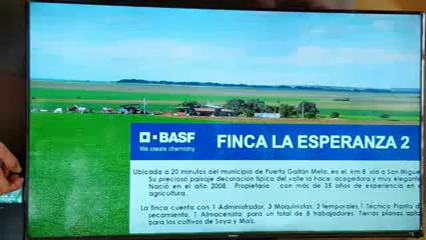 BASF
We create chemistry
FINCA LA ESPERANZA 2
Ubicada a 20 minutos del municipio de Puerto Gaitán Meta, en el km 8 vía a San Migue
Su precioso paisaje decoración típica del valle la hace acogedora y muy elegante
Nació en el año 2008. Propietario con más de 35 años de experiencia en
agricultura.
La finca cuenta con 1 Administrador, 3 Maquinistas, 2 temporales, 1 Técnico Planta d
secamiento, 1 Almacenista; para un total de 8 trabajadores. Tierras planas
para los cultivos de Soya y Maíz.